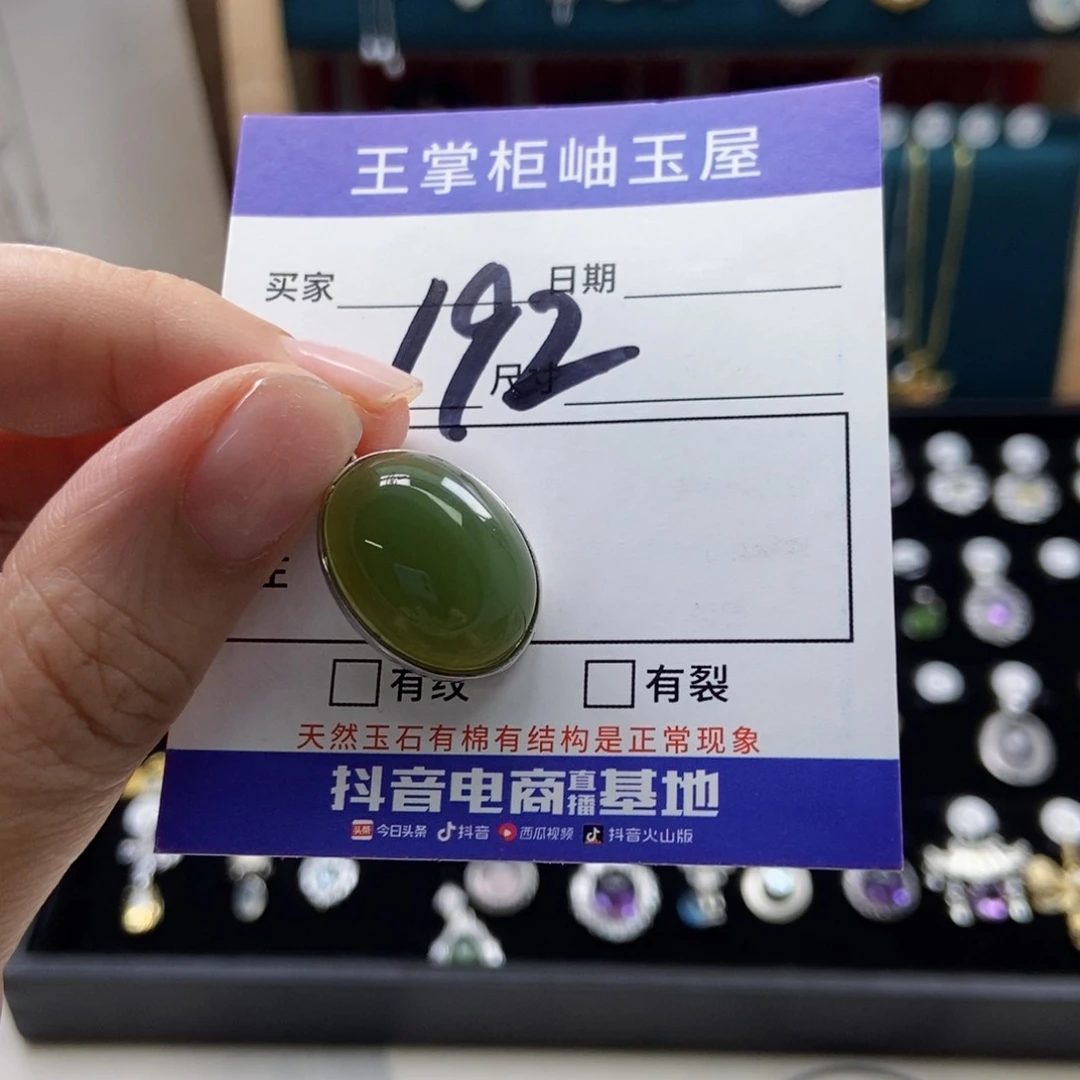 王掌柜岫玉屋
买家 日期
192
尺寸
有纹 有裂
天然玉石有棉有结构是正常现象
抖音电商直播基地
头条 今日头条 抖音 西瓜视频 抖音火山版